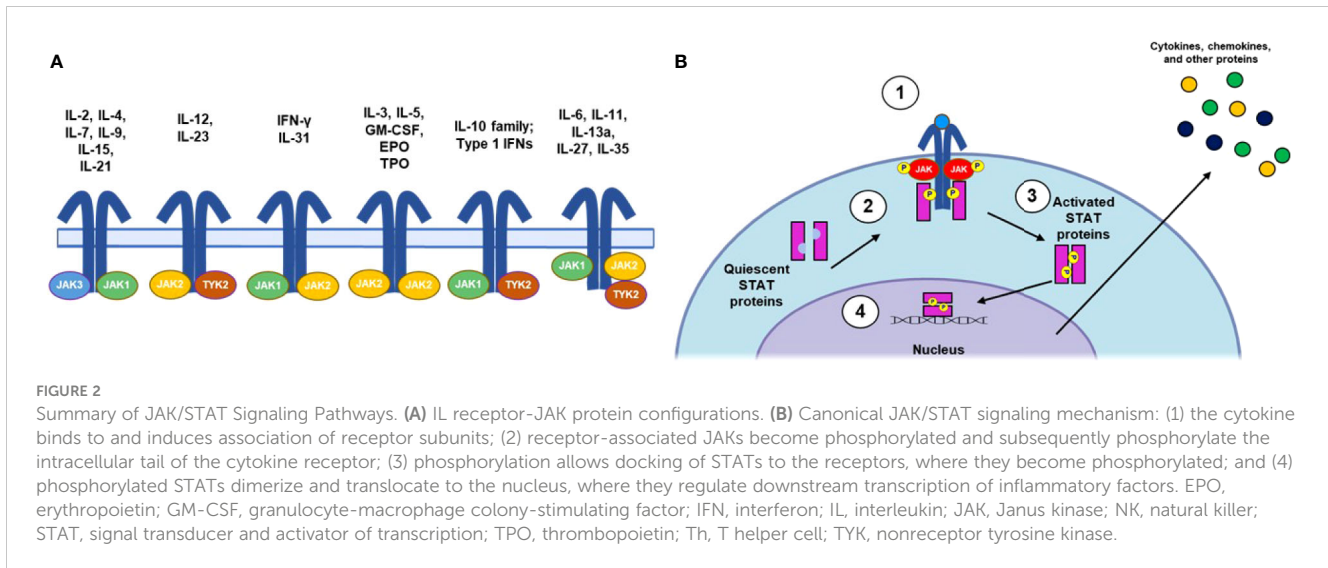 A
IL-2, IL-4,
IL-7, IL-9,
IL-15,
IL-21
IL-12,
IL-23
IFN-γ
IL-31
IL-3, IL-5,
GM-CSF,
EPO
TPO
IL-10 family;
Type 1 IFNs
IL-6, IL-11,
IL-13a,
IL-27, IL-35
JAK3 JAK1
JAK2 TYK2
JAK1 JAK2
JAK2 JAK2
JAK1 TYK2
JAK1 JAK2
TYK2
B
Cytokines, chemokines,
and other proteins
1
P JAK JAK P
P P
2
3
Activated
STAT
proteins
P
P
Quiescent
STAT
proteins
4
P P
Nucleus
FIGURE 2
Summary of JAK/STAT Signaling Pathways. (A) IL receptor-JAK protein configurations. (B) Canonical JAK/STAT signaling mechanism: (1) the cytokine
binds to and induces association of receptor subunits; (2) receptor-associated JAKs become phosphorylated and subsequently phosphorylate the
intracellular tail of the cytokine receptor; (3) phosphorylation allows docking of STATs to the receptors, where they become phosphorylated; and (4)
phosphorylated STATs dimerize and translocate to the nucleus, where they regulate downstream transcription of inflammatory factors. EPO,
erythropoietin; GM-CSF, granulocyte-macrophage colony-stimulating factor; IFN, interferon; IL, interleukin; JAK, Janus kinase; NK, natural killer;
STAT, signal transducer and activator of transcription; TPO, thrombopoietin; Th, T helper cell; TYK, nonreceptor tyrosine kinase.